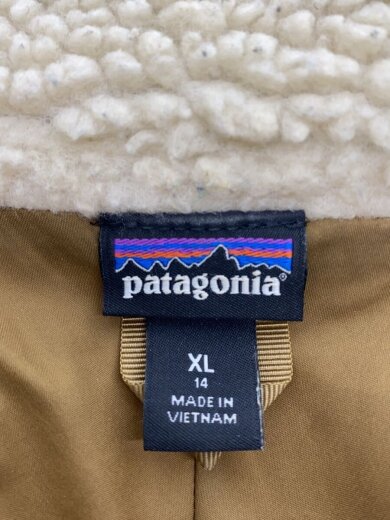 patagonia®
XL
14
MADE IN
VIETNAM